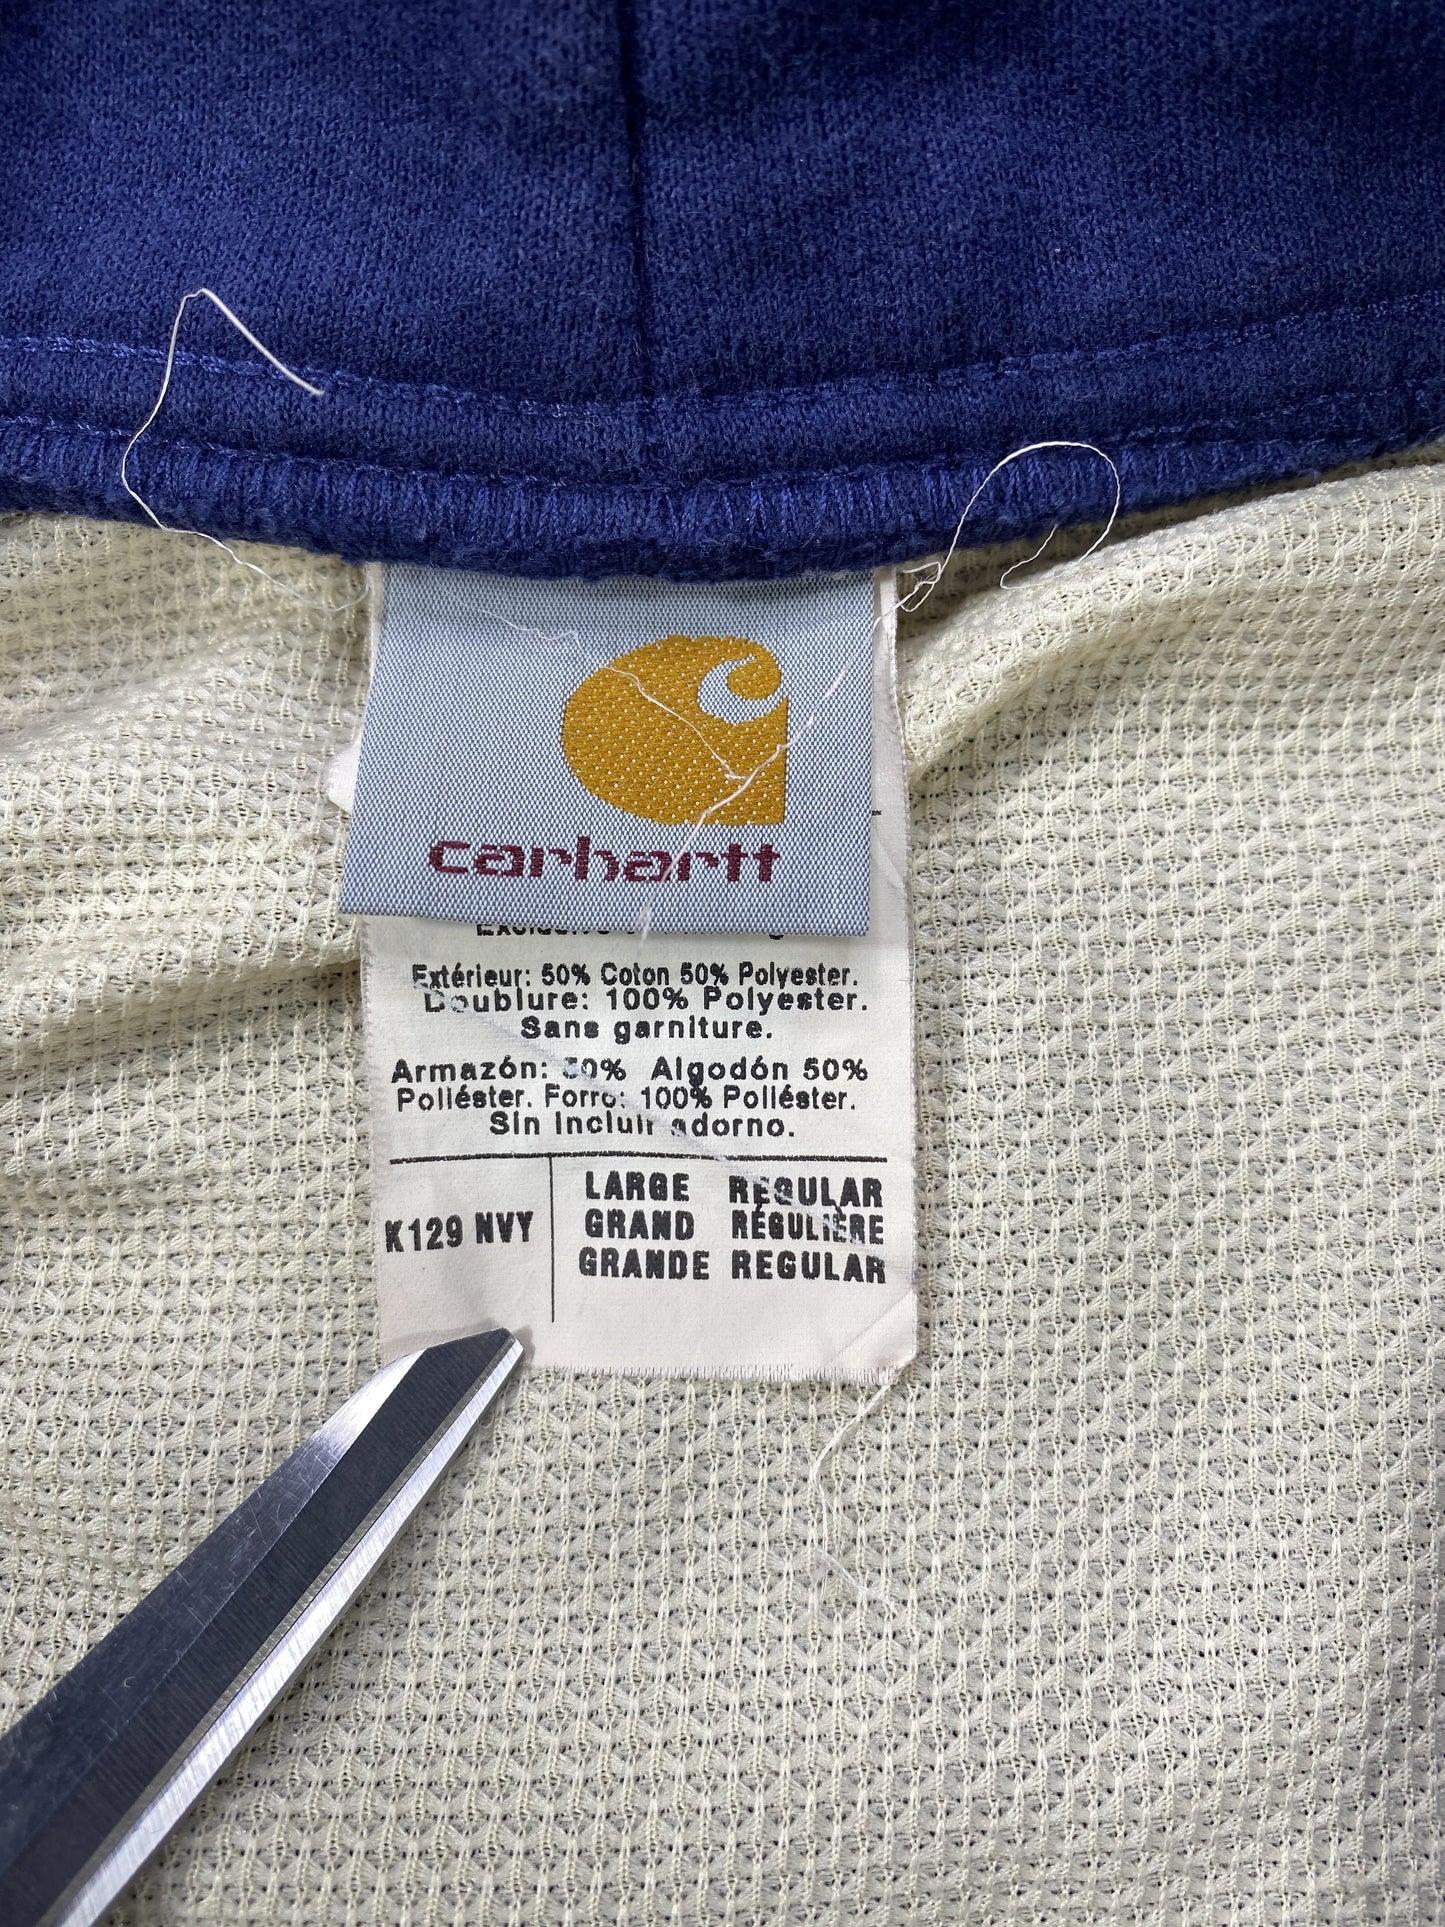 carhartt
Extérieur: 50% Coton 50% Polyester.
Doublure: 100% Polyester.
Sans garniture.
Armazón: 50% Algodón 50%
Poliéster. Forro: 100% Poliéster.
Sin incluir adorno.
K129 NVY
LARGE REGULAR
GRAND RÉGULIÈRE
GRANDE REGULAR